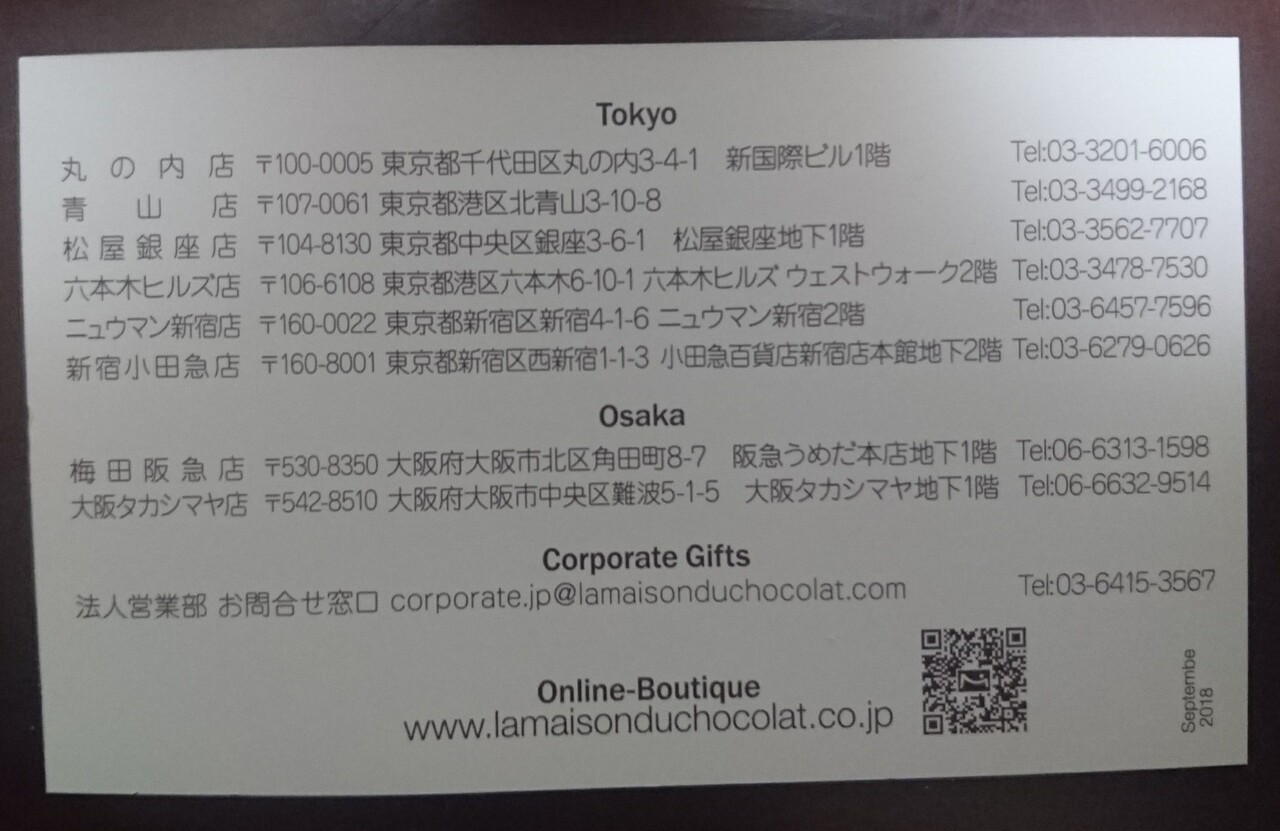 Tokyo
丸の内店 〒100-0005 東京都千代田区丸の内3-4-1 新国際ビル1階 Tel:03-3201-6006
青山店 〒107-0061 東京都港区北青山3-10-8 Tel:03-3499-2168
松屋銀座店 〒104-8130 東京都中央区銀座3-6-1 松屋銀座地下1階 Tel:03-3562-7707
六本木ヒルズ店 〒106-6108 東京都港区六本木6-10-1 六本木ヒルズ ウェストウォーク2階 Tel:03-3478-7530
ニュウマン新宿店 〒160-0022 東京都新宿区新宿4-1-6 ニュウマン新宿2階 Tel:03-6457-7596
新宿小田急店 〒160-8001 東京都新宿区西新宿1-1-3 小田急百貨店新宿店本館地下2階 Tel:03-6279-0626
Osaka
梅田阪急店 〒530-8350 大阪府大阪市北区角田町8-7 阪急うめだ本店地下1階 Tel:06-6313-1598
大阪タカシマヤ店 〒542-8510 大阪府大阪市中央区難波5-1-5 大阪タカシマヤ地下1階 Tel:06-6632-9514
Corporate Gifts
法人営業部 お問合せ窓口 corporate.jp@lamaisonduchocolat.com Tel:03-6415-3567
Online-Boutique
www.lamaisonduchocolat.co.jp
Septembe
2018